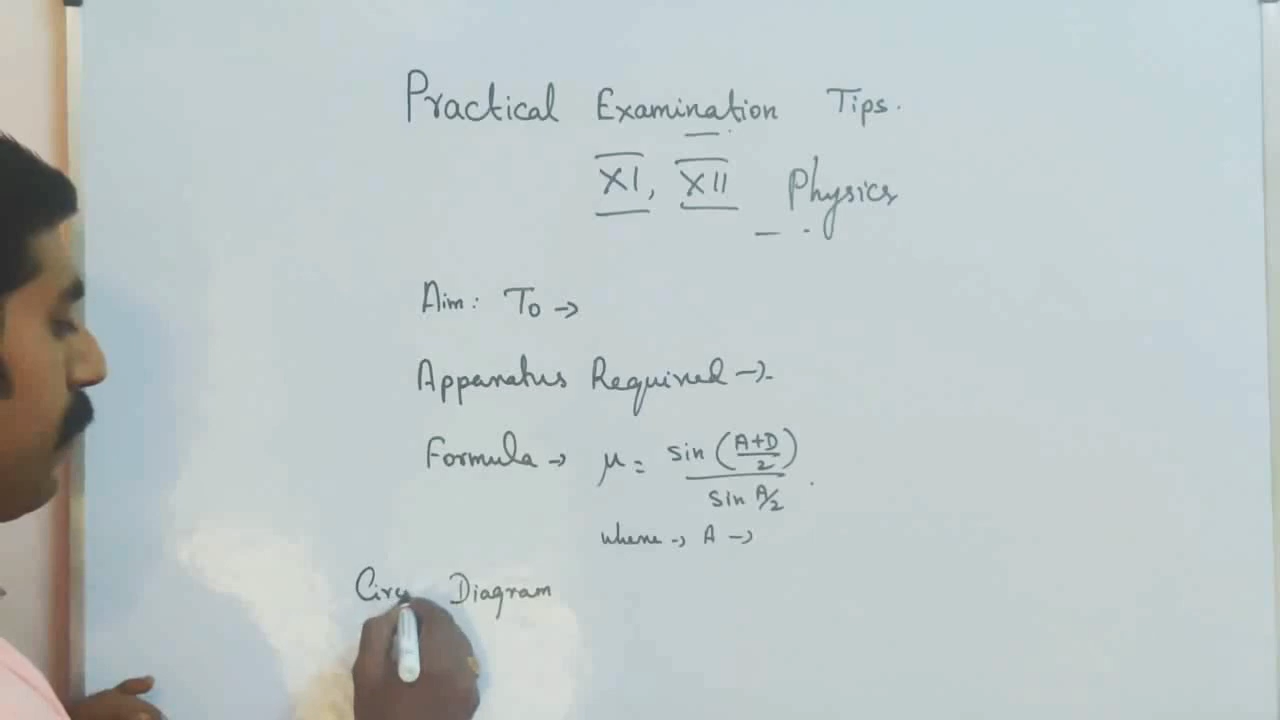 Practical Examination Tips.
XI, XII Physics
Aim: To →
Apparatus Required →.
Formula → μ = sin (A+D/2) / sin A/2 .
where → A →
Diagram